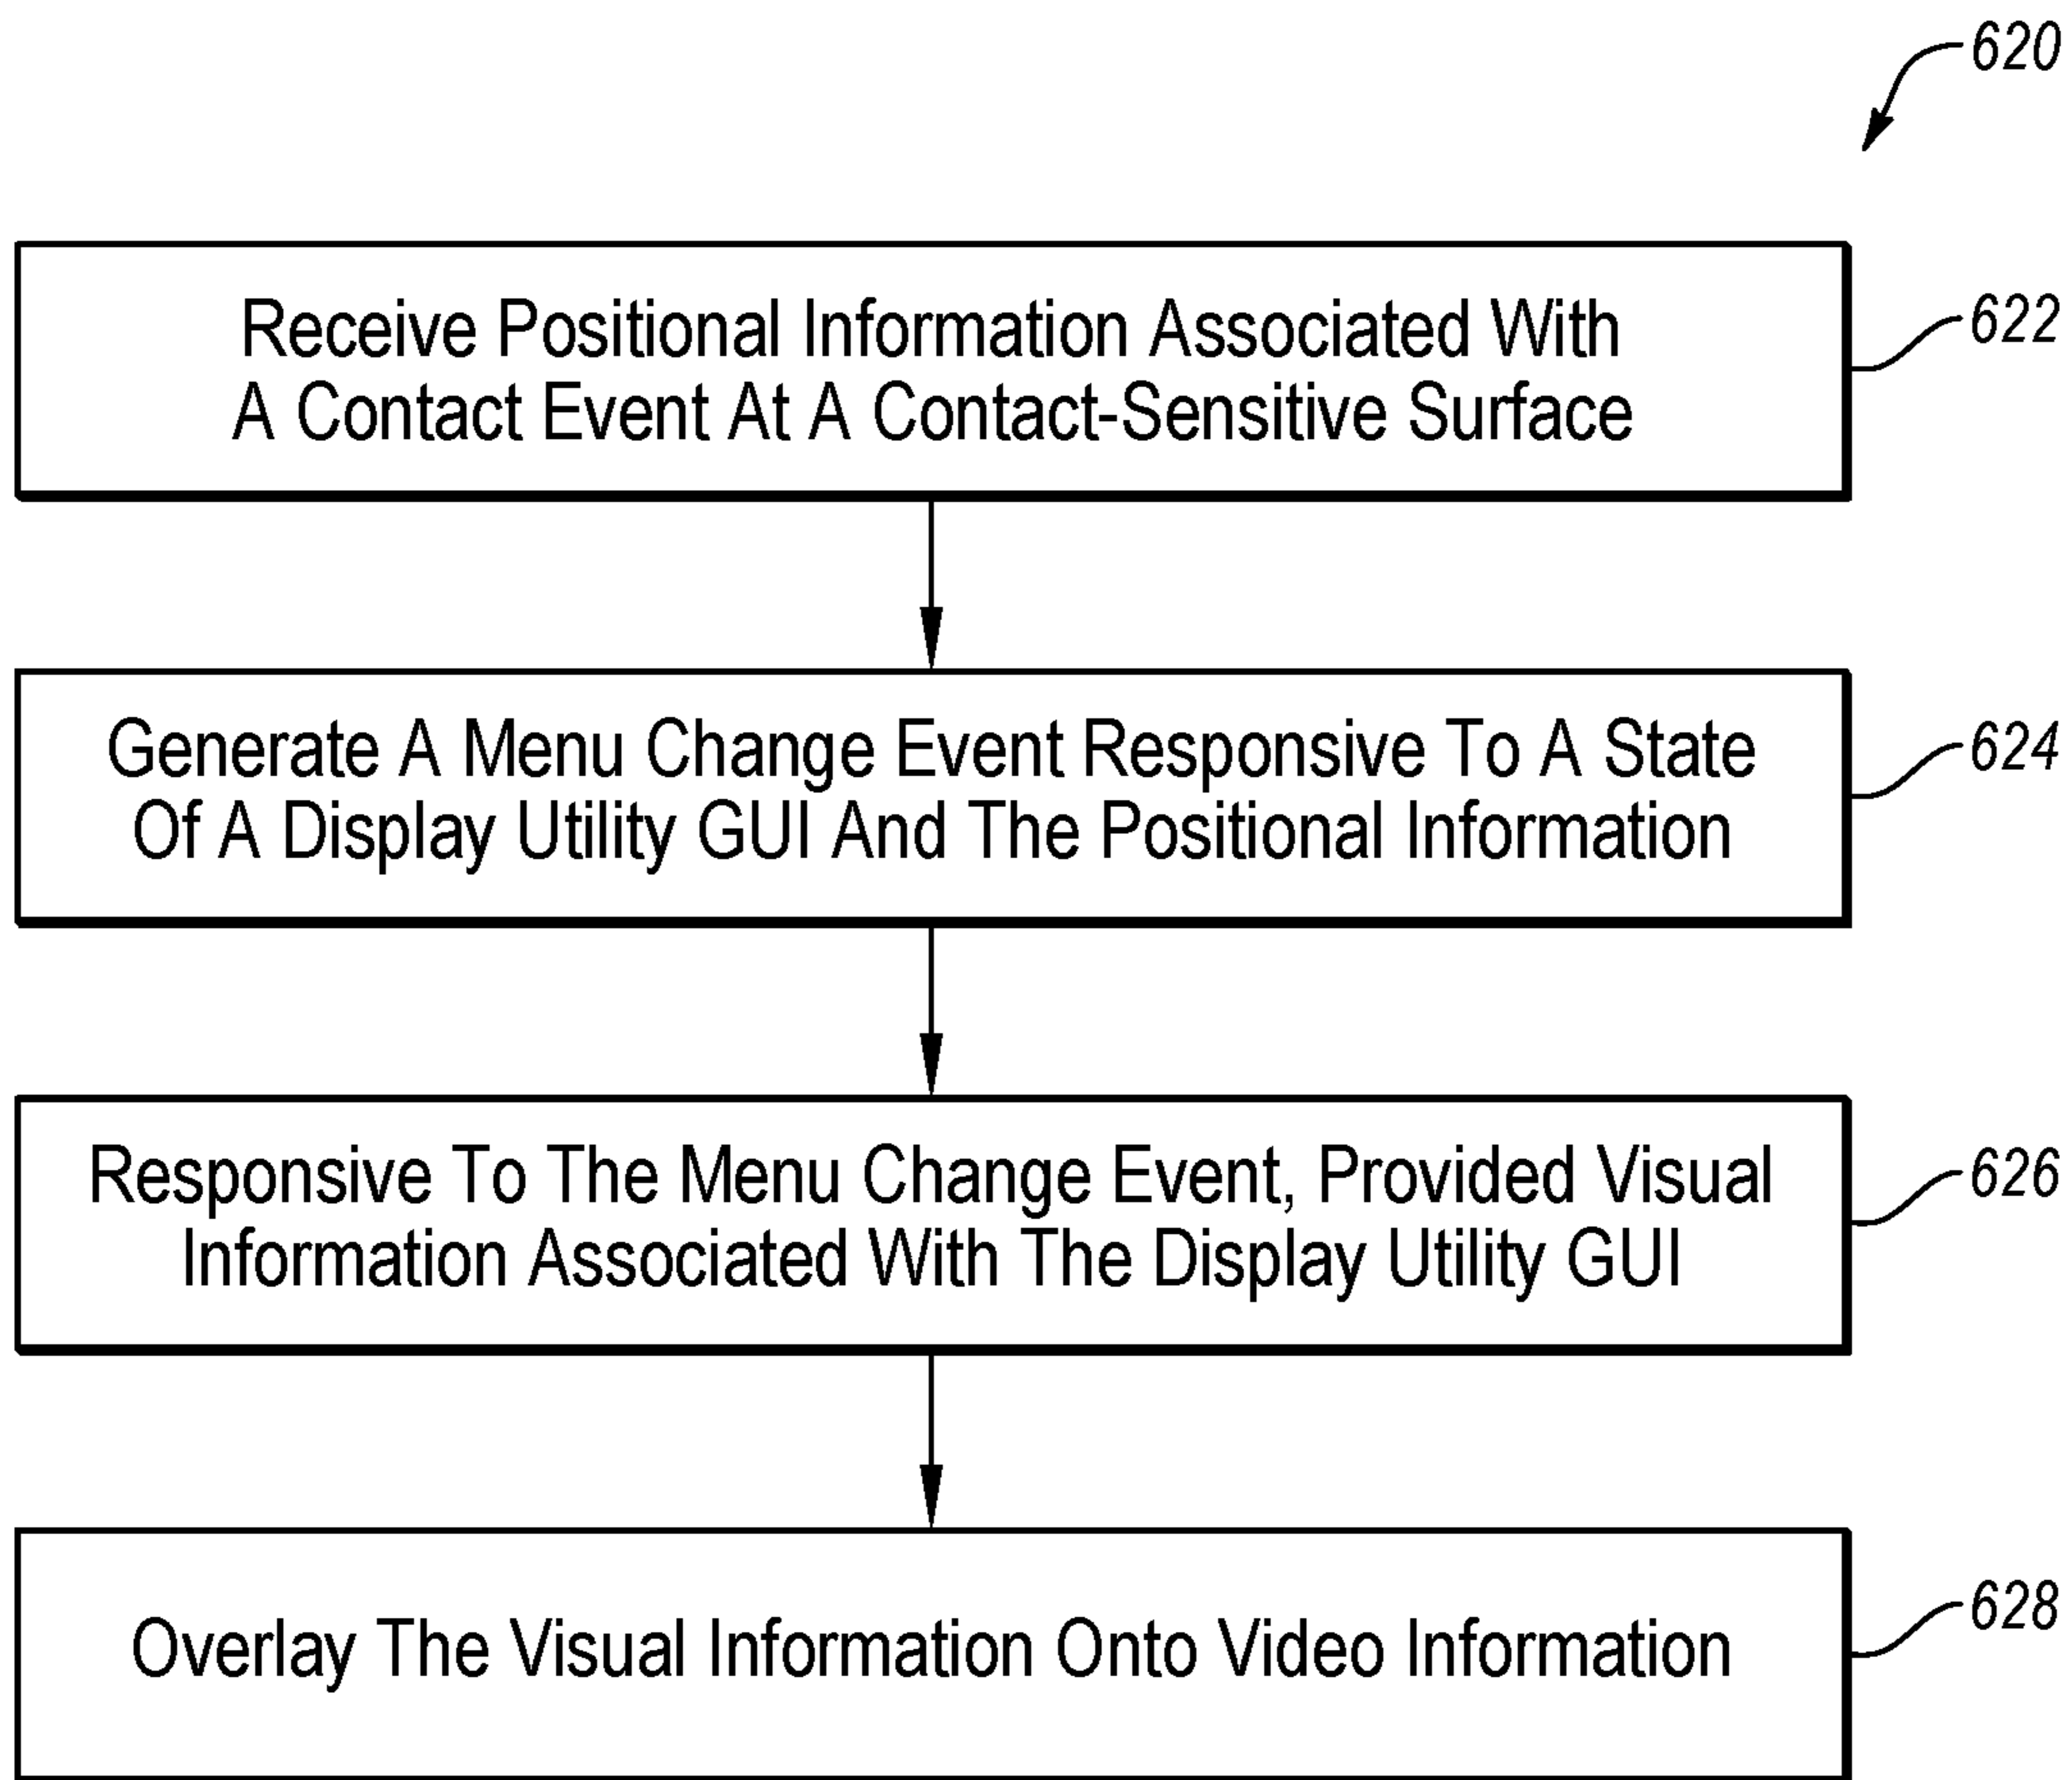 620
Receive Positional Information Associated With
A Contact Event At A Contact-Sensitive Surface
622
Generate A Menu Change Event Responsive To A State
Of A Display Utility GUI And The Positional Information
624
Responsive To The Menu Change Event, Provided Visual
Information Associated With The Display Utility GUI
626
Overlay The Visual Information Onto Video Information
628